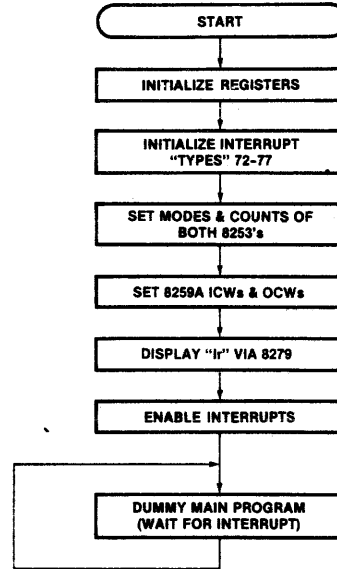 START
INITIALIZE REGISTERS
INITIALIZE INTERRUPT
"TYPES" 72-77
SET MODES & COUNTS OF
BOTH 8253's
SET 8259A ICWs & OCWs
DISPLAY "Ir" VIA 8279
ENABLE INTERRUPTS
DUMMY MAIN PROGRAM
(WAIT FOR INTERRUPT)